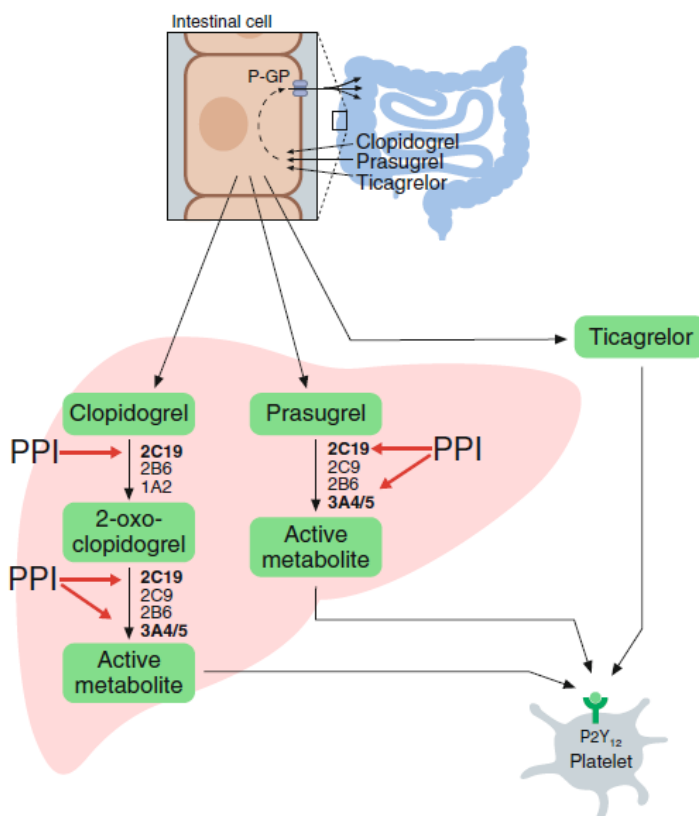 Intestinal cell
P-GP
Clopidogrel
Prasugrel
Ticagrelor
Ticagrelor
Clopidogrel
Prasugrel
PPI
2C19
2B6
1A2
2C19
2C9
2B6
3A4/5
PPI
2-oxo-
clopidogrel
Active
metabolite
PPI
2C19
2C9
2B6
3A4/5
Active
metabolite
P2Y₁₂
Platelet